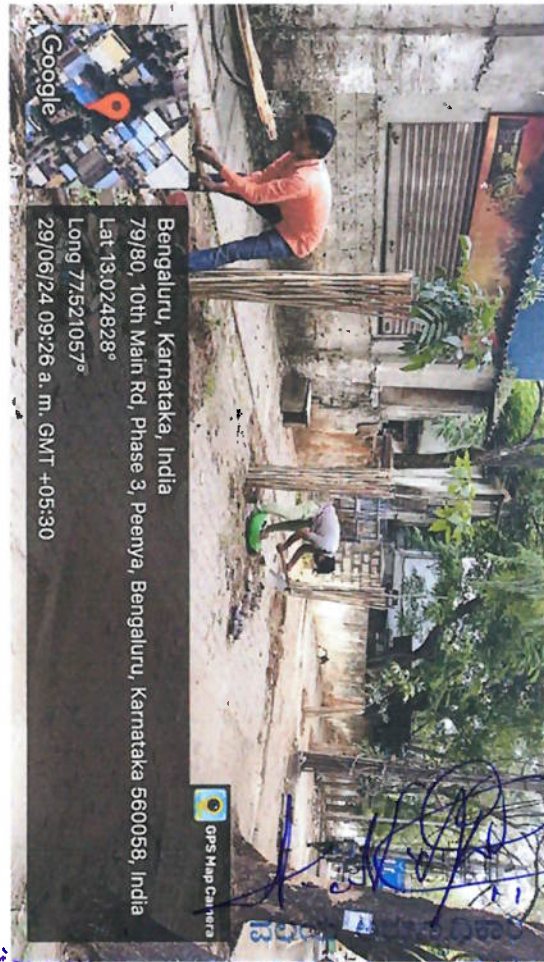 Google
GPS Map Camera
Bengaluru, Karnataka, India
79/80, 10th Main Rd, Phase 3, Peenya, Bengaluru, Karnataka 560058, India
Lat 13.024828°
Long 77.521057°
29/06/24 09:26 a. m. GMT +05:30